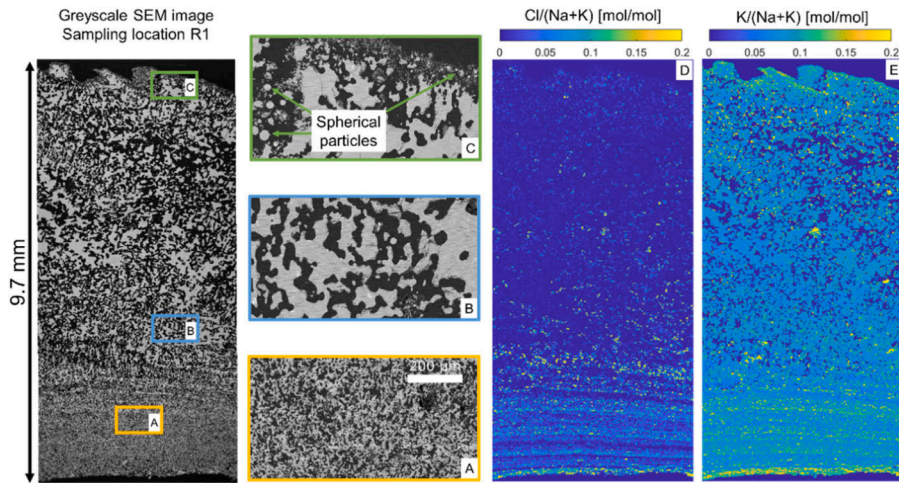 Greyscale SEM image
Sampling location R1
Cl/(Na+K) [mol/mol]
K/(Na+K) [mol/mol]
0 0.05 0.1 0.15 0.2
0 0.05 0.1 0.15 0.2
9.7 mm
C
B
A
Spherical
particles
C
B
200 μm
A
D
E